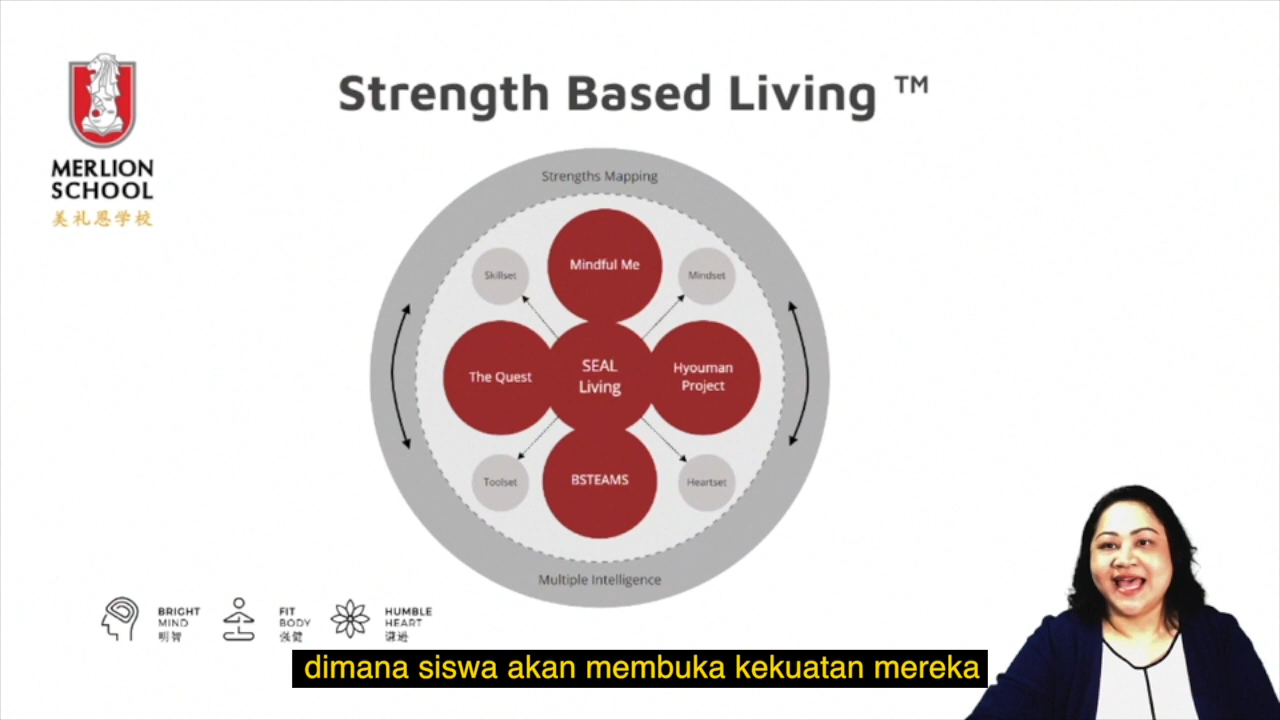 Strength Based Living ™
MERLION
SCHOOL
美礼恩学校
Strengths Mapping
Mindful Me
Skillset
Mindset
The Quest
SEAL
Living
Hyouman
Project
Toolset
BSTEAMS
Heartset
Multiple Intelligence
BRIGHT
MIND
明智
FIT
BODY
强健
HUMBLE
HEART
谦逊
dimana siswa akan membuka kekuatan mereka